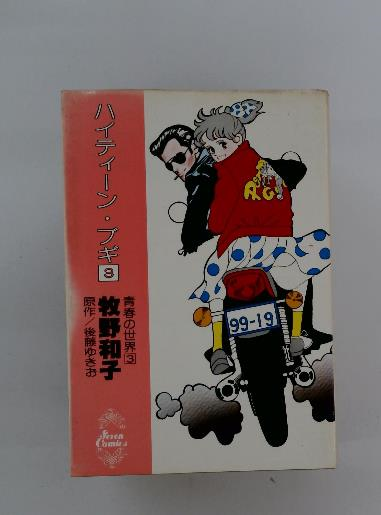 ハイティーン・ブギ
3
青春の世界③
牧野和子
原作／後藤ゆきお
Seven
Comics
99-19